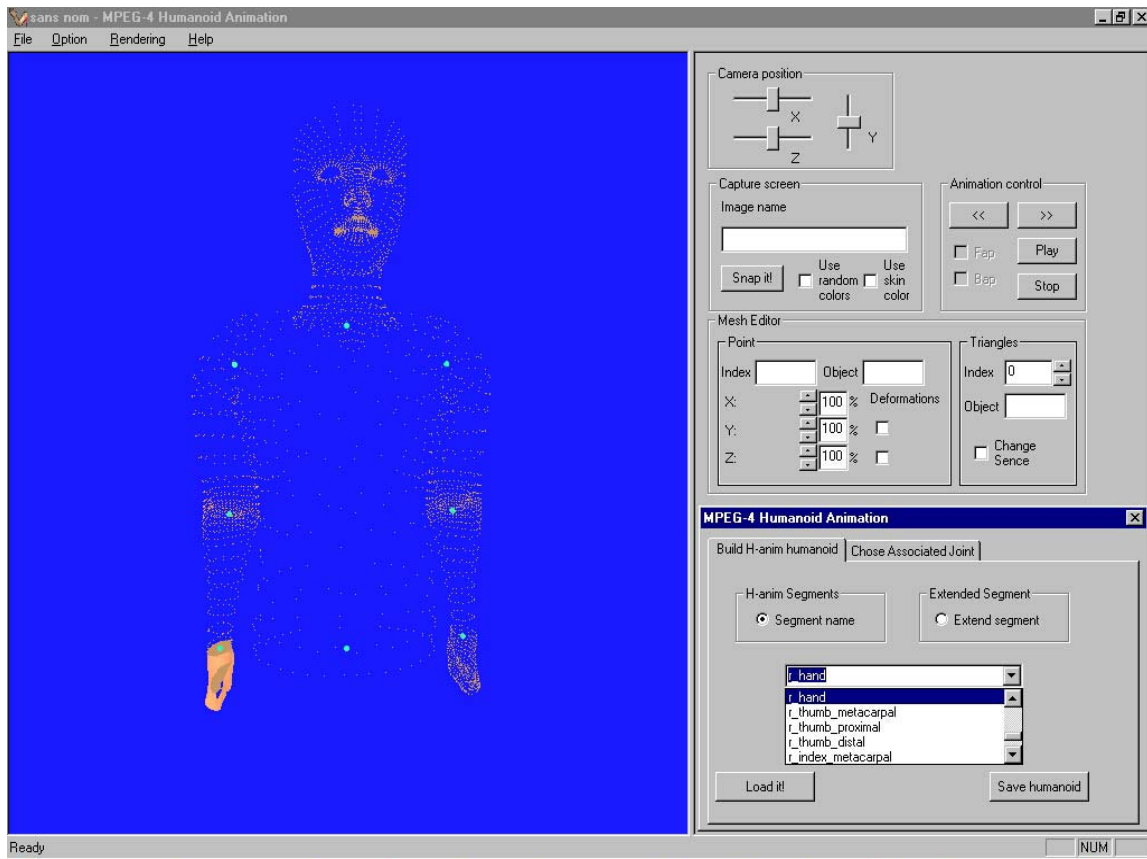 sans nom - MPEG-4 Humanoid Animation
File Option Rendering Help
Camera position
X
Y
Z
Capture screen
Image name
Snap it!
Use random colors
Use skin color
Animation control
<< >>
Fap
Play
Bap
Stop
Mesh Editor
Point
Index Object
X: 100 % Deformations
Y: 100 %
Z: 100 %
Triangles
Index 0
Object
Change Sence
MPEG-4 Humanoid Animation
Build H-anim humanoid Chose Associated Joint
H-anim Segments
Segment name
Extended Segment
Extend segment
r_hand
r_hand
r_thumb_metacarpal
r_thumb_proximal
r_thumb_distal
r_index_metacarpal
Load it! Save humanoid
Ready NUM